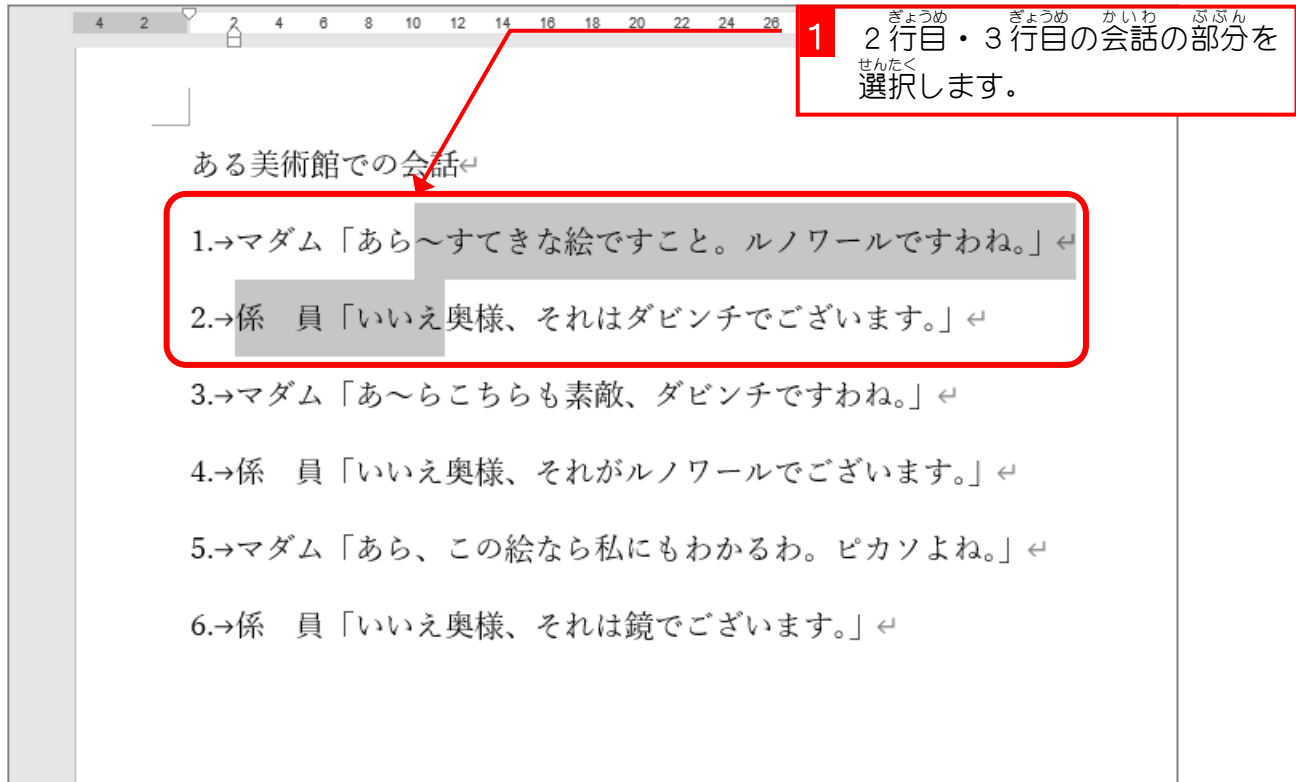 4 2 2 4 6 8 10 12 14 16 18 20 22 24 26
1
ぎょうめ ぎょうめ かいわ ぶぶん
２行目・３行目の会話の部分を
せんたく
選択します。
ある美術館での会話↵
1.→マダム「あら～すてきな絵ですこと。ルノワールですわね。」↵
2.→係　員「いいえ奥様、それはダビンチでございます。」↵
3.→マダム「あ～らこちらも素敵、ダビンチですわね。」↵
4.→係　員「いいえ奥様、それがルノワールでございます。」↵
5.→マダム「あら、この絵なら私にもわかるわ。ピカソよね。」↵
6.→係　員「いいえ奥様、それは鏡でございます。」↵